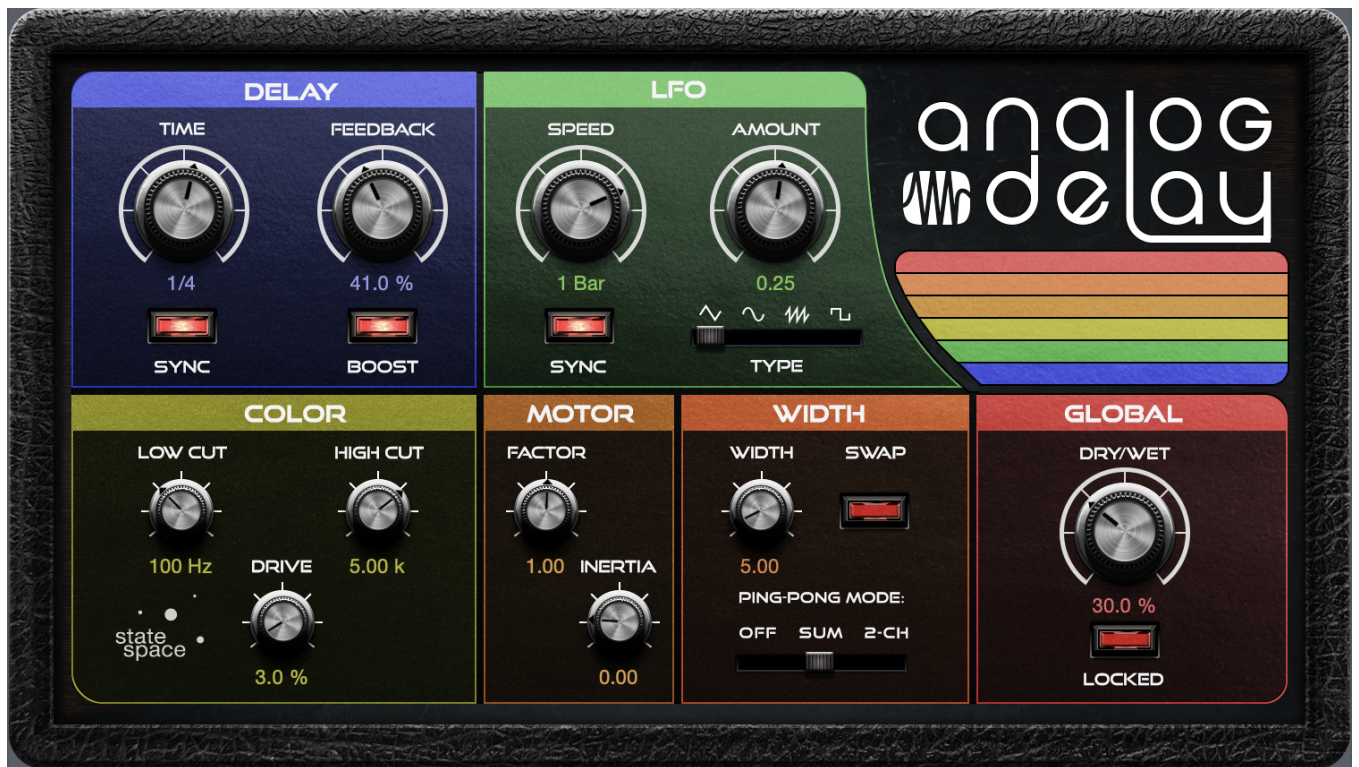 analog
delay
DELAY
TIME
FEEDBACK
1/4
41.0 %
SYNC
BOOST
LFO
SPEED
AMOUNT
1 Bar
0.25
SYNC
TYPE
COLOR
LOW CUT
HIGH CUT
100 Hz
DRIVE
5.00 k
state
space
3.0 %
MOTOR
FACTOR
1.00
INERTIA
0.00
WIDTH
WIDTH
SWAP
5.00
PING-PONG MODE:
OFF SUM 2-CH
GLOBAL
DRY/WET
30.0 %
LOCKED